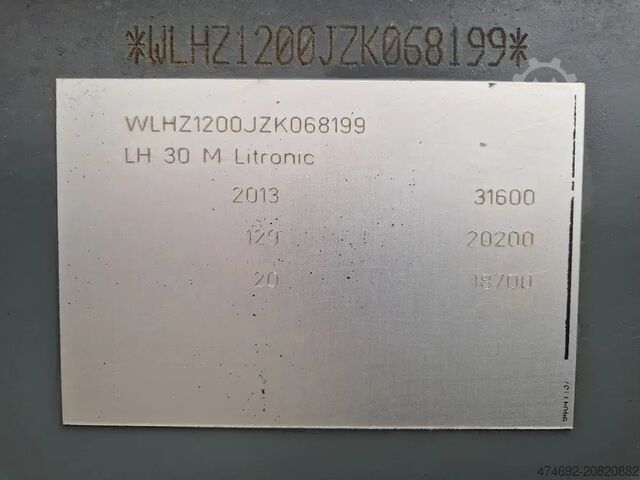 *WLHZ1200JZK068199*
WLHZ1200JZK068199
LH 30 M Litronic
2013 31600
129 20200
20 18700
474692-20820882